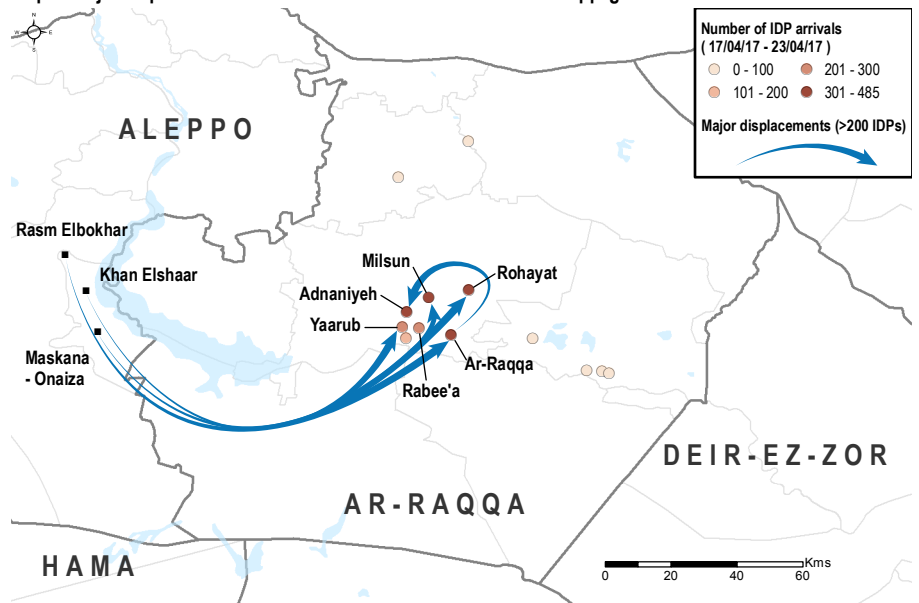 N
W E
S
Number of IDP arrivals
( 17/04/17 - 23/04/17 )
0 - 100
201 - 300
101 - 200
301 - 485
Major displacements (>200 IDPs)
ALEPPO
Rasm Elbokhar
Khan Elshaar
Maskana
- Onaiza
Milsun
Rohayat
Adnaniyeh
Yaarub
Ar-Raqqa
Rabee'a
DEIR-EZ-ZOR
AR-RAQQA
HAMA
Kms
0 20 40 60